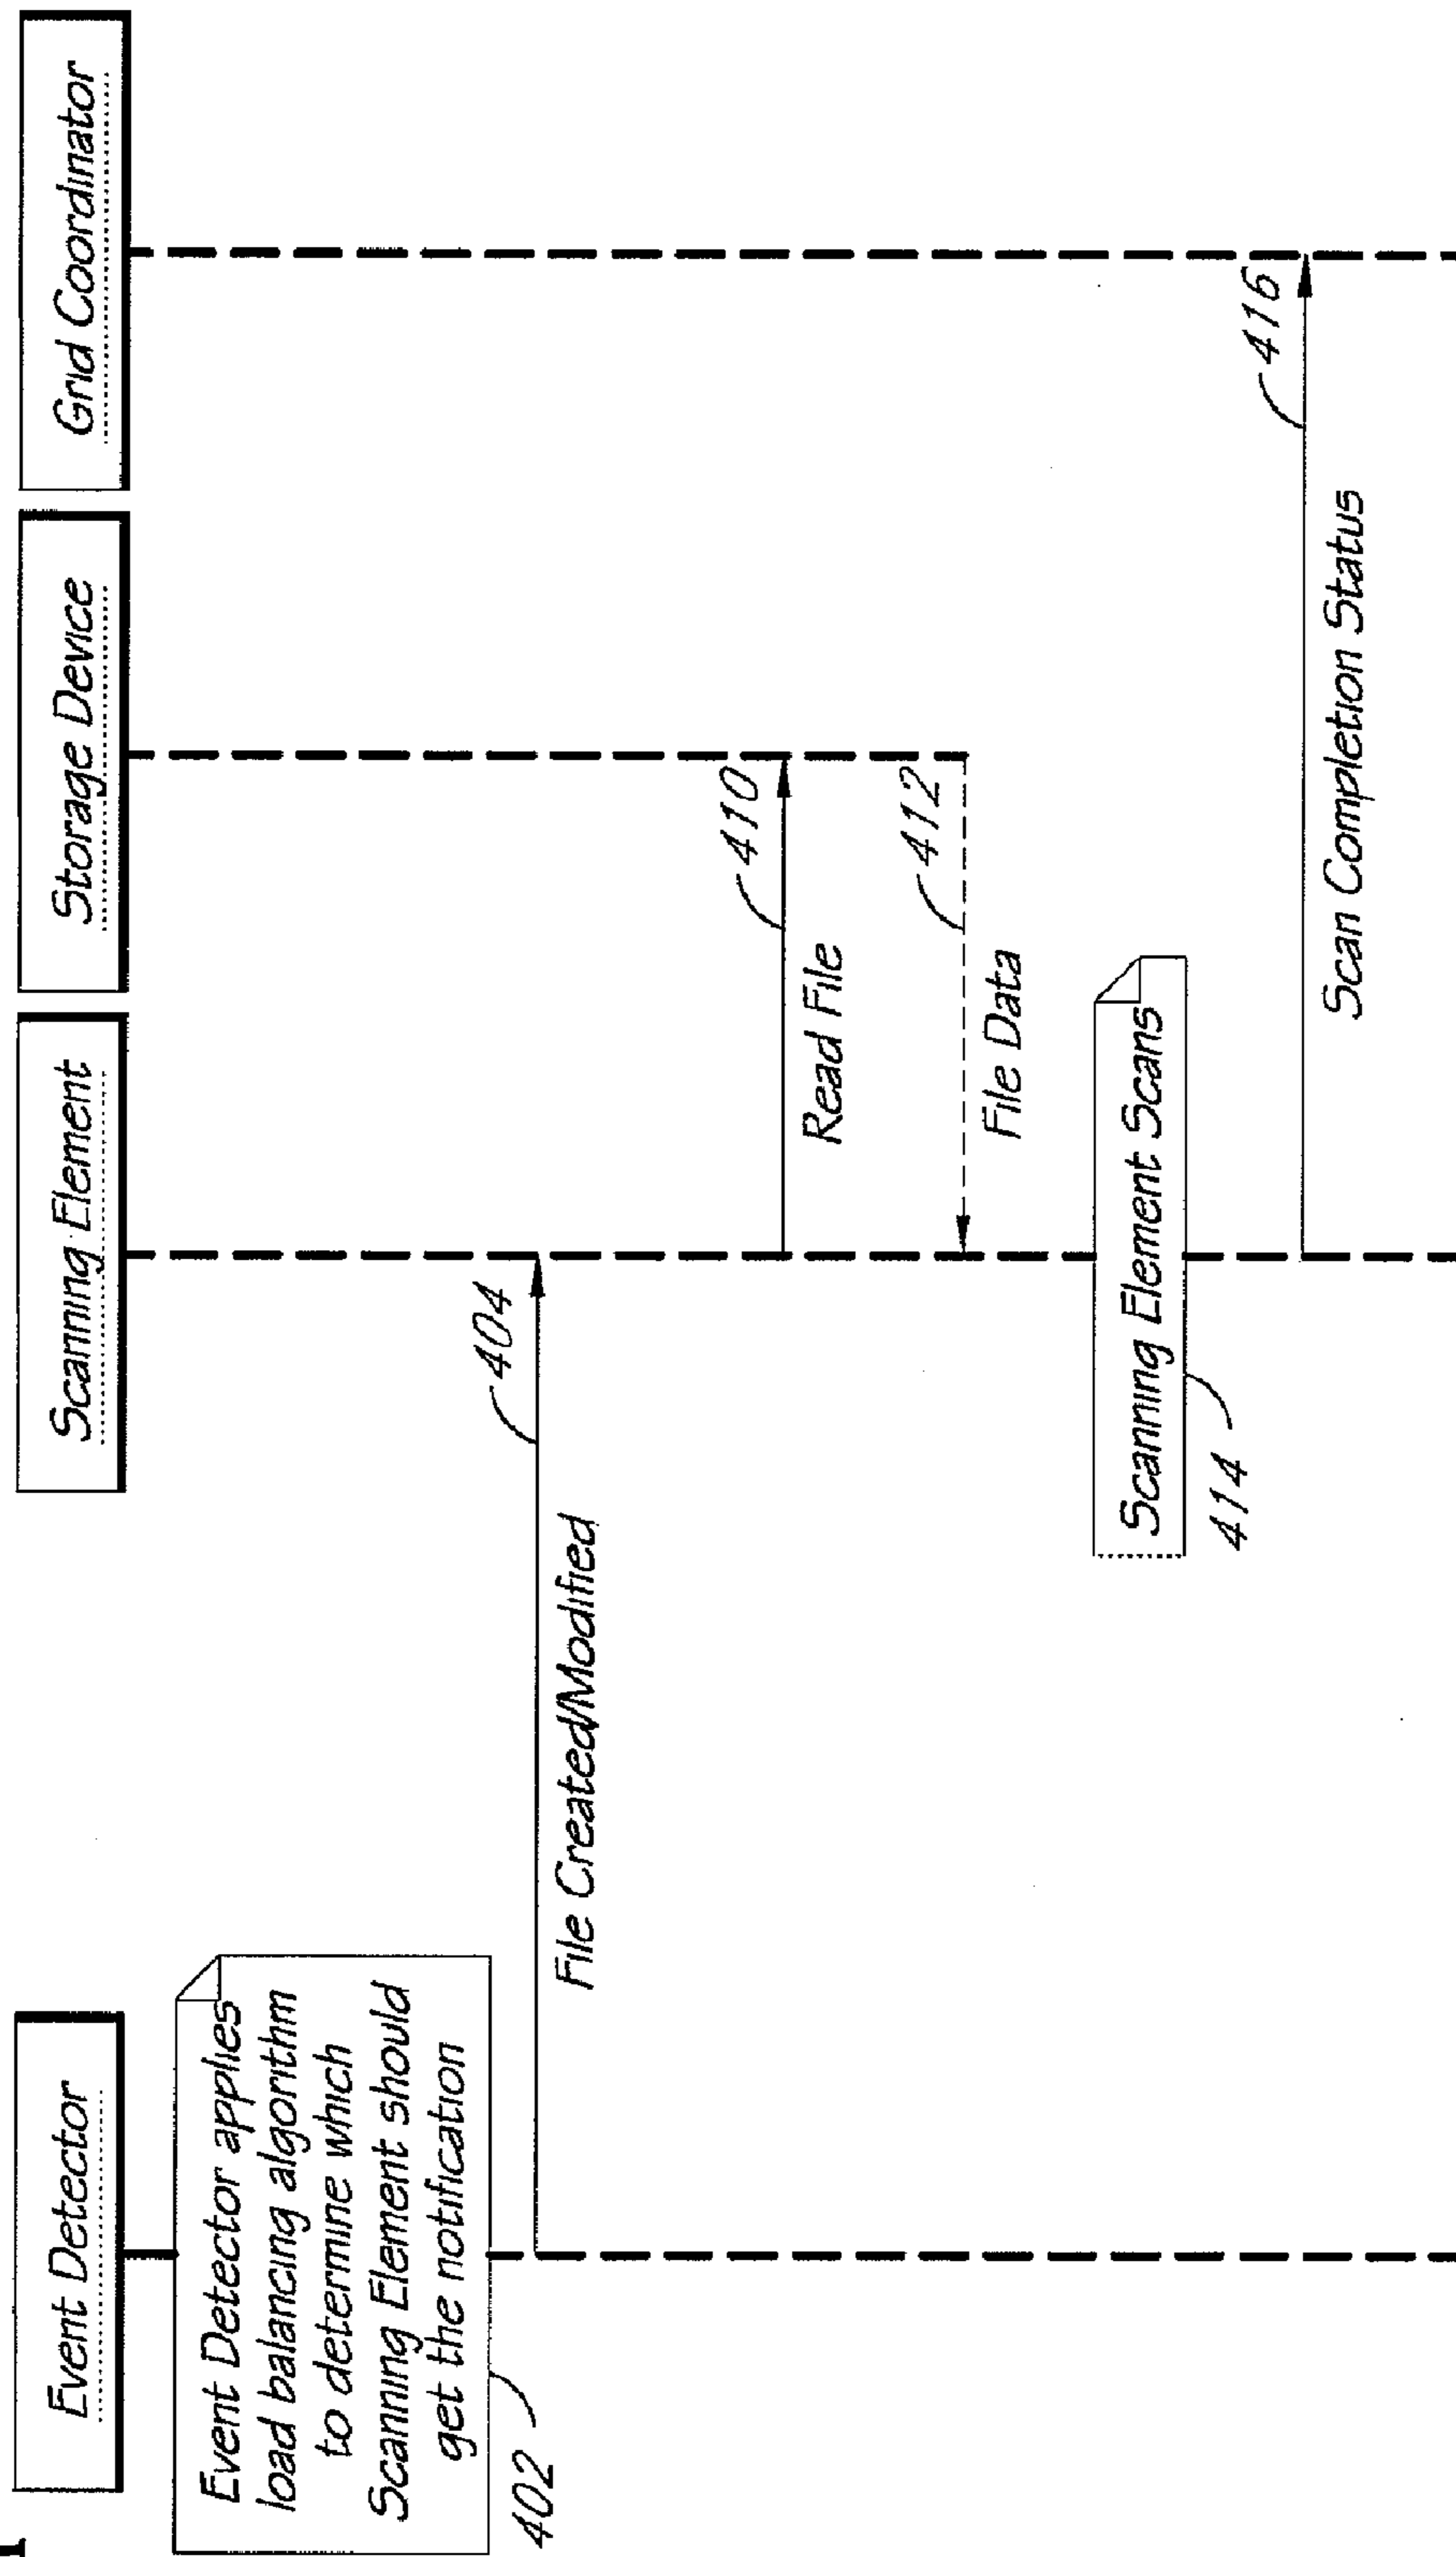 Event Detector
Scanning Element
Storage Device
Grid Coordinator
Event Detector applies
load balancing algorithm
to determine which
Scanning Element should
get the notification
402
404
File Created/Modified
410
Read File
412
File Data
Scanning Element Scans
414
416
Scan Completion Status